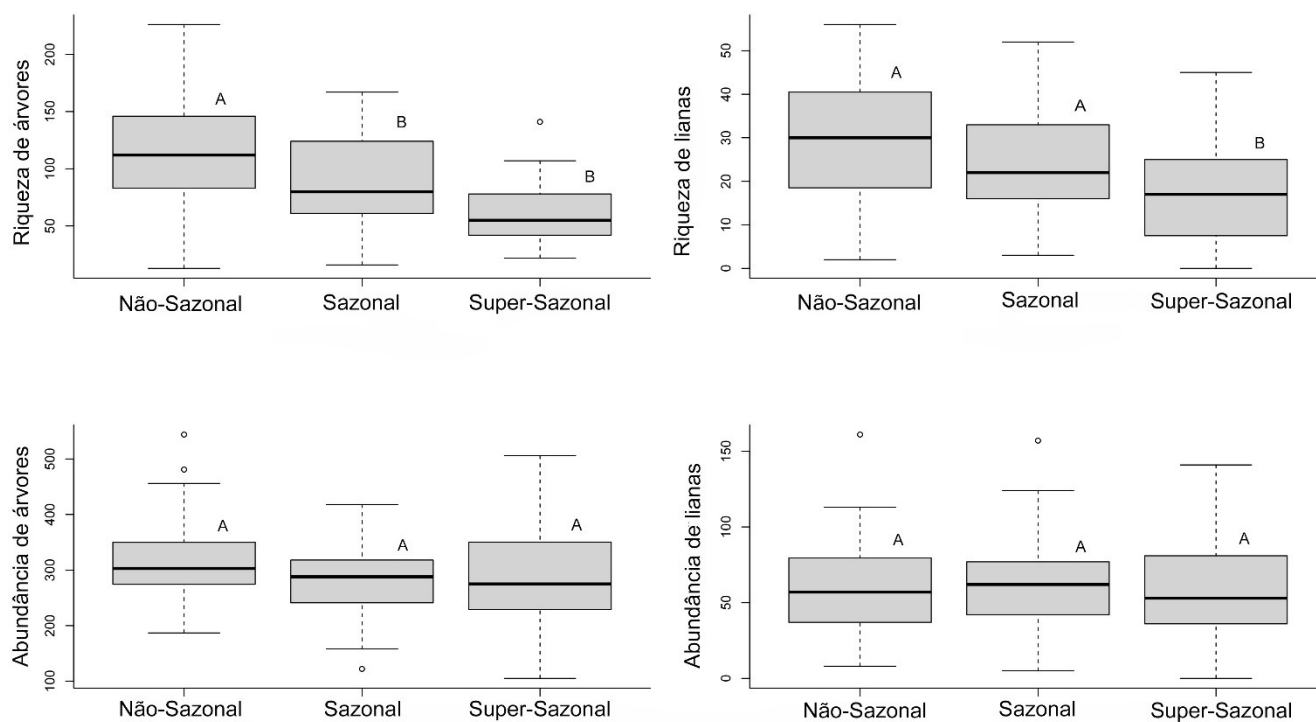 Riqueza de árvores
200
150
100
50
A
B
B
Não-Sazonal
Sazonal
Super-Sazonal
Riqueza de lianas
50
40
30
20
10
0
A
A
B
Não-Sazonal
Sazonal
Super-Sazonal
Abundância de árvores
500
400
300
200
100
A
A
A
Não-Sazonal
Sazonal
Super-Sazonal
Abundância de lianas
150
100
50
0
A
A
A
Não-Sazonal
Sazonal
Super-Sazonal